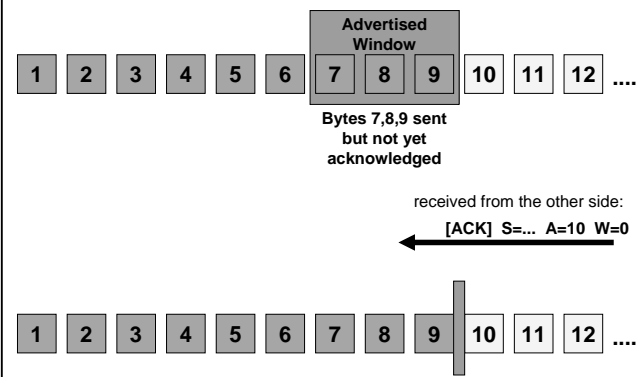 Advertised
Window
1 2 3 4 5 6 7 8 9 10 11 12 ....
Bytes 7,8,9 sent
but not yet
acknowledged
received from the other side:
[ACK] S=... A=10 W=0
1 2 3 4 5 6 7 8 9 10 11 12 ....